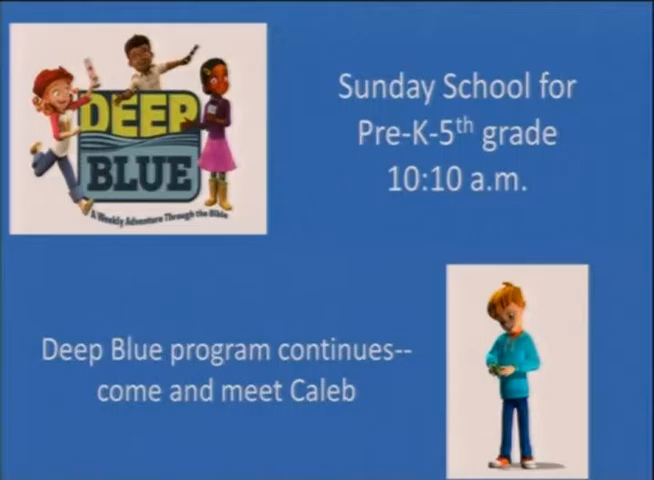 DEEP
BLUE
A Weekly Adventure Through the Bible
Sunday School for
Pre-K-5th grade
10:10 a.m.
Deep Blue program continues--
come and meet Caleb